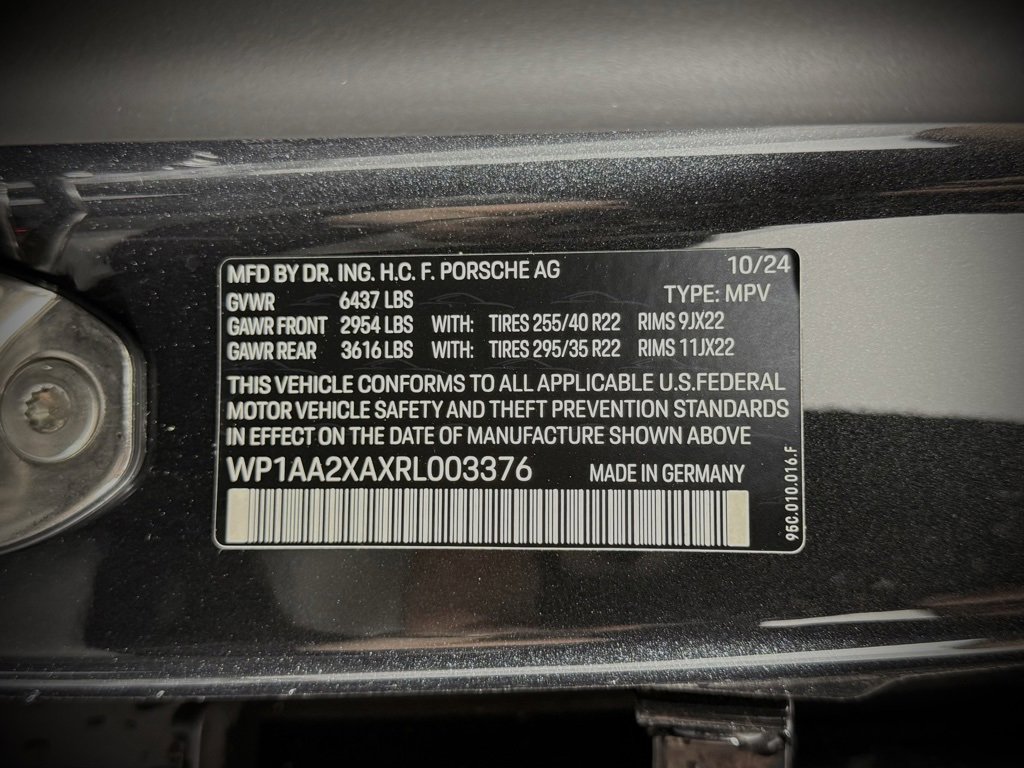 MFD BY DR. ING. H.C. F. PORSCHE AG 10/24
GVWR 6437 LBS TYPE: MPV
GAWR FRONT 2954 LBS WITH: TIRES 255/40 R22 RIMS 9JX22
GAWR REAR 3616 LBS WITH: TIRES 295/35 R22 RIMS 11JX22
THIS VEHICLE CONFORMS TO ALL APPLICABLE U.S.FEDERAL
MOTOR VEHICLE SAFETY AND THEFT PREVENTION STANDARDS
IN EFFECT ON THE DATE OF MANUFACTURE SHOWN ABOVE
WP1AA2XAXRL003376 MADE IN GERMANY
95C.010.016.F